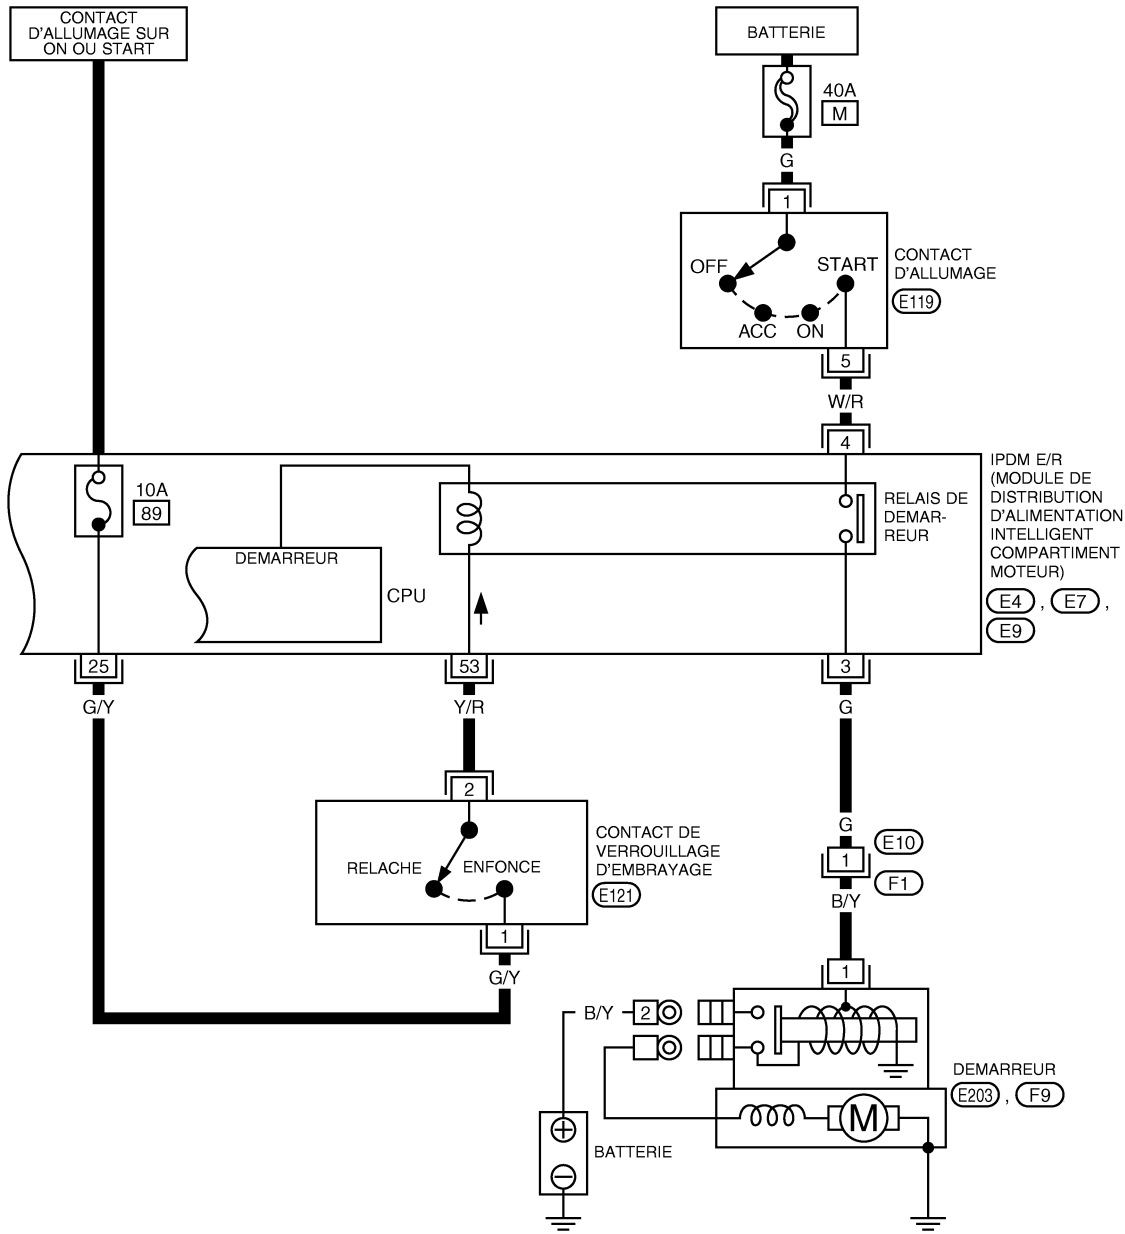 CONTACT
D'ALLUMAGE SUR
ON OU START
BATTERIE
40A
M
G
1
OFF
START
ACC
ON
CONTACT
D'ALLUMAGE
E119
5
W/R
4
10A
89
DEMARREUR
CPU
RELAIS DE
DEMAR-
REUR
IPDM E/R
(MODULE DE
DISTRIBUTION
D'ALIMENTATION
INTELLIGENT
COMPARTIMENT
MOTEUR)
E4 , E7 ,
E9
25
53
3
G/Y
Y/R
G
2
RELACHE
ENFONCE
CONTACT DE
VERROUILLAGE
D'EMBRAYAGE
E121
1
G/Y
G
1
E10
F1
B/Y
1
B/Y
2
M
DEMARREUR
E203 , F9
+
BATTERIE
−